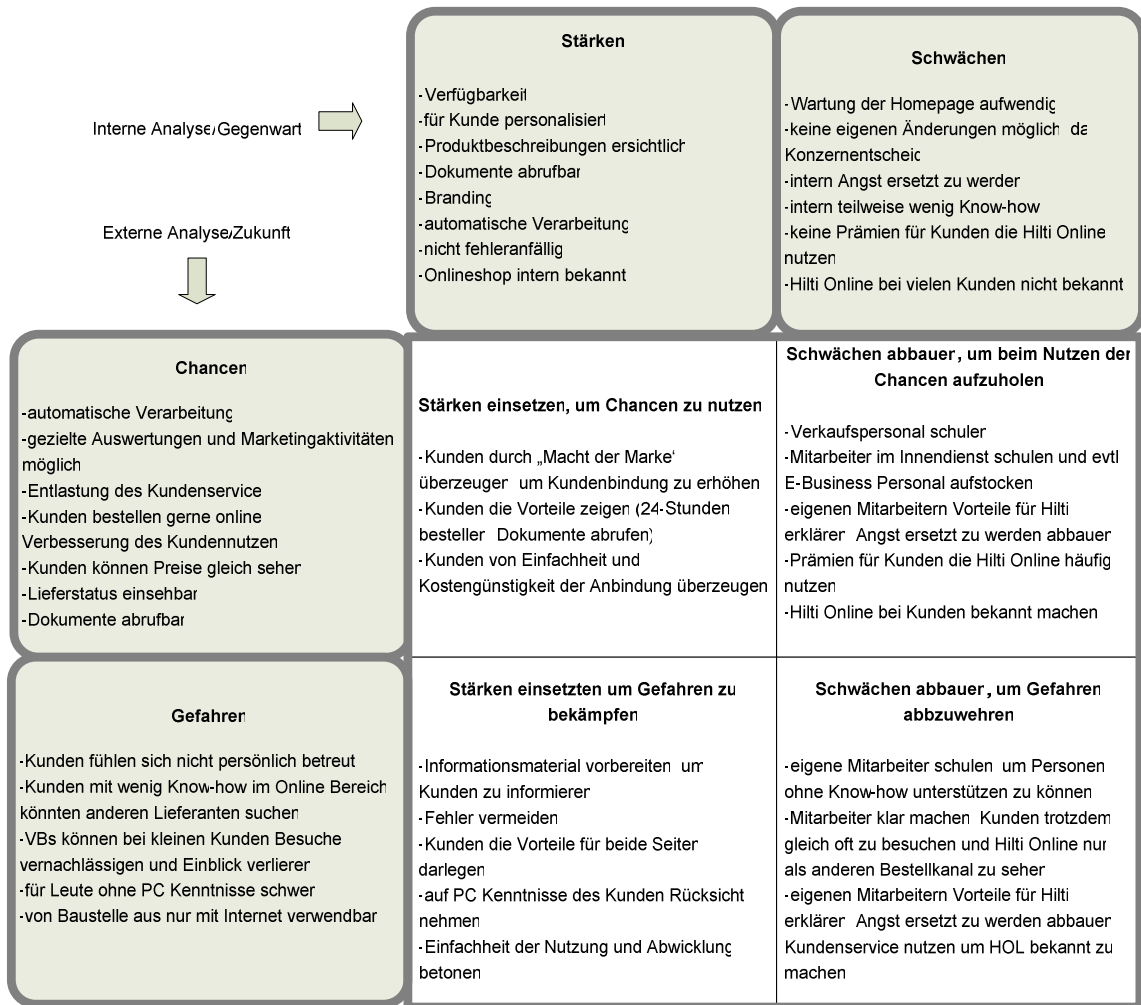 Interne Analyse/Gegenwart
Externe Analyse/Zukunft
Stärken
-Verfügbarkeit
-für Kunde personalisiert
-Produktbeschreibungen ersichtlich
-Dokumente abrufbar
-Branding
-automatische Verarbeitung
-nicht fehleranfällig
-Onlineshop intern bekannt
Schwächen
-Wartung der Homepage aufwendig
-keine eigenen Änderungen möglich da
Konzernentscheid
-intern Angst ersetzt zu werden
-intern teilweise wenig Know-how
-keine Prämien für Kunden die Hilti Online
nutzen
-Hilti Online bei vielen Kunden nicht bekannt
Chancen
-automatische Verarbeitung
-gezielte Auswertungen und Marketingaktivitäten
möglich
-Entlastung des Kundenservice
-Kunden bestellen gerne online
Verbesserung des Kundennutzen
-Kunden können Preise gleich sehen
-Lieferstatus einsehbar
-Dokumente abrufbar
Stärken einsetzen, um Chancen zu nutzen
-Kunden durch „Macht der Marke“
überzeugen um Kundenbindung zu erhöhen
-Kunden die Vorteile zeigen (24-Stunden
bestellen Dokumente abrufen)
-Kunden von Einfachheit und
Kostengünstigkeit der Anbindung überzeugen
Schwächen abbauen, um beim Nutzen der
Chancen aufzuholen
-Verkaufspersonal schulen
-Mitarbeiter im Innendienst schulen und evtl
E-Business Personal aufstocken
-eigenen Mitarbeitern Vorteile für Hilti
erklären Angst ersetzt zu werden abbauen
-Prämien für Kunden die Hilti Online häufig
nutzen
-Hilti Online bei Kunden bekannt machen
Gefahren
-Kunden fühlen sich nicht persönlich betreut
-Kunden mit wenig Know-how im Online Bereich
könnten anderen Lieferanten suchen
-VBs können bei kleinen Kunden Besuche
vernachlässigen und Einblick verlieren
-für Leute ohne PC Kenntnisse schwer
-von Baustelle aus nur mit Internet verwendbar
Stärken einsetzten um Gefahren zu
bekämpfen
-Informationsmaterial vorbereiten um
Kunden zu informieren
-Fehler vermeiden
-Kunden die Vorteile für beide Seiten
darlegen
-auf PC Kenntnisse des Kunden Rücksicht
nehmen
-Einfachheit der Nutzung und Abwicklung
betonen
Schwächen abbauen, um Gefahren
abbzuwehren
-eigene Mitarbeiter schulen um Personen
ohne Know-how unterstützen zu können
-Mitarbeiter klar machen Kunden trotzdem
gleich oft zu besuchen und Hilti Online nur
als anderen Bestellkanal zu sehen
-eigenen Mitarbeitern Vorteile für Hilti
erklären Angst ersetzt zu werden abbauen
Kundenservice nutzen um HOL bekannt zu
machen